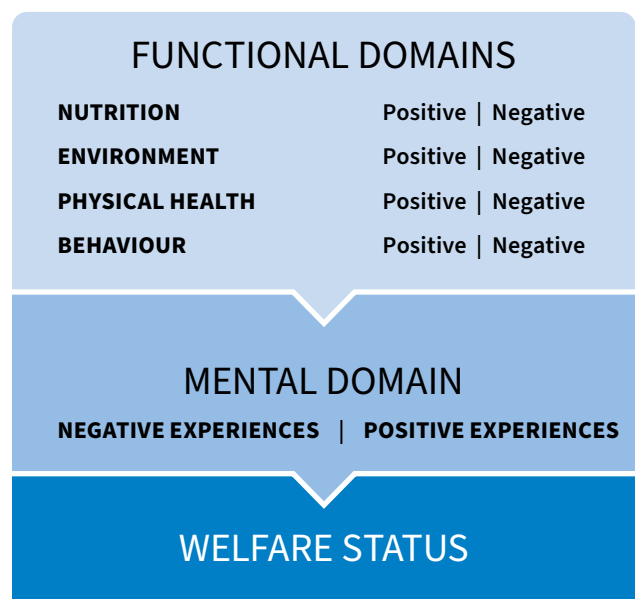 FUNCTIONAL DOMAINS
NUTRITION Positive | Negative
ENVIRONMENT Positive | Negative
PHYSICAL HEALTH Positive | Negative
BEHAVIOUR Positive | Negative
MENTAL DOMAIN
NEGATIVE EXPERIENCES | POSITIVE EXPERIENCES
WELFARE STATUS